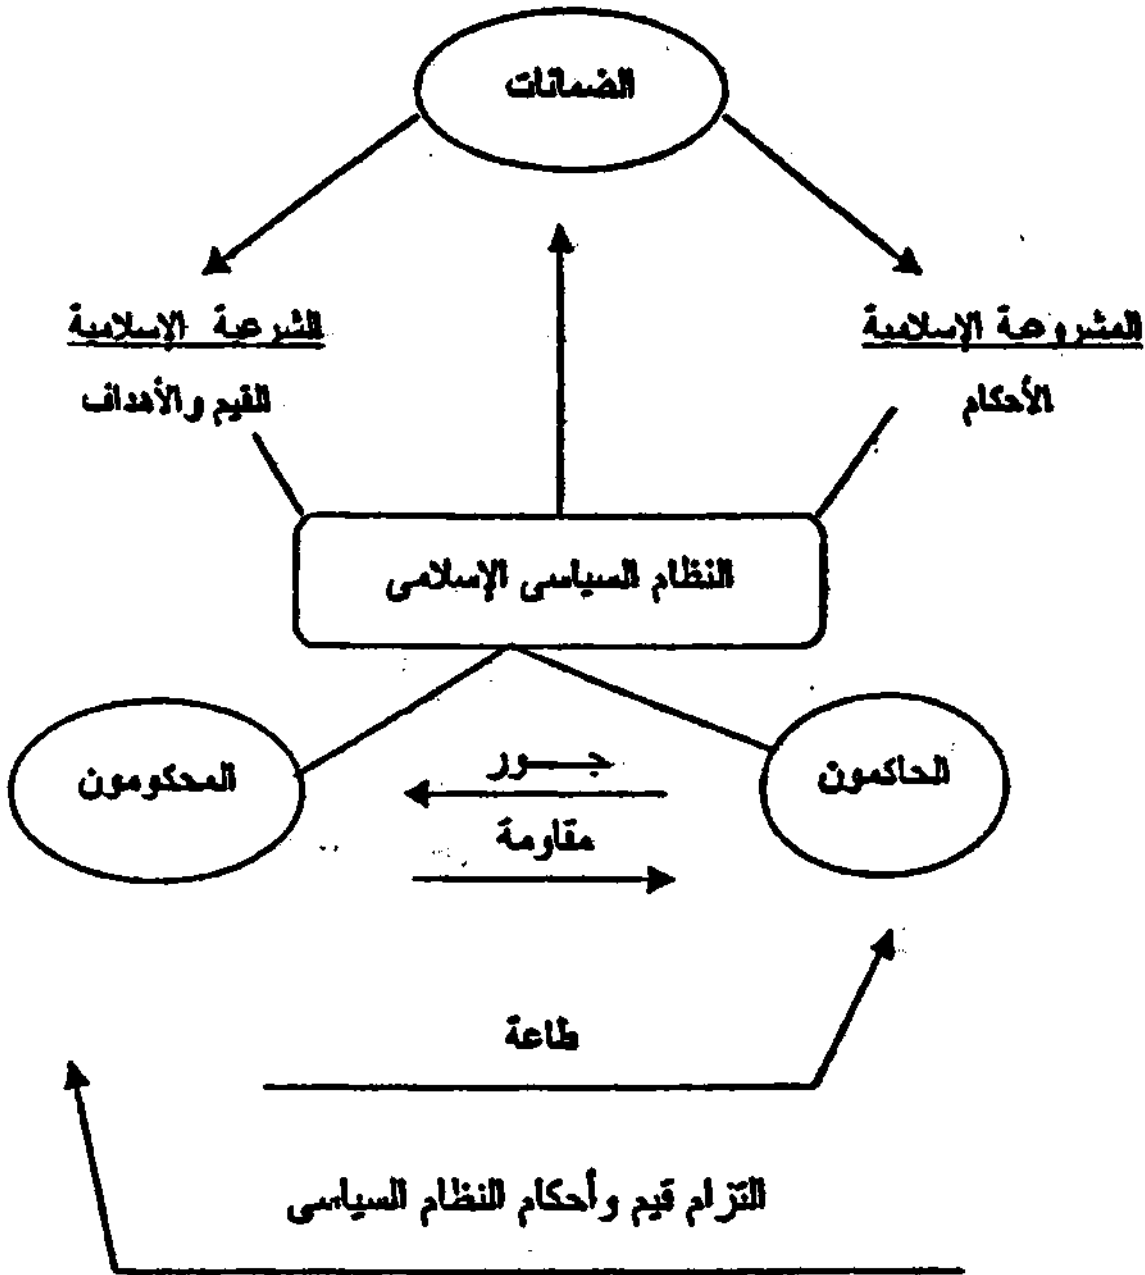 الضمانات
المشروعة الإسلامية
الشرعية الإسلامية
الأحكام
القيم والأهداف
النظام السياسى الإسلامى
الحاكمون
المحكومون
جـــور
مقاومة
طاعة
التزام قيم وأحكام النظام السياسى